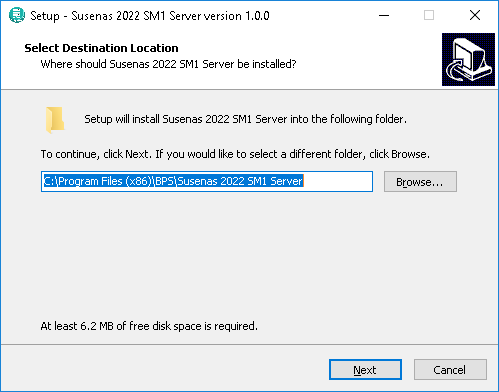 Setup - Susenas 2022 SM1 Server version 1.0.0
Select Destination Location
Where should Susenas 2022 SM1 Server be installed?
Setup will install Susenas 2022 SM1 Server into the following folder.
To continue, click Next. If you would like to select a different folder, click Browse.
C:\Program Files (x86)\BPS\Susenas 2022 SM1 Server
Browse...
At least 6.2 MB of free disk space is required.
Next
Cancel